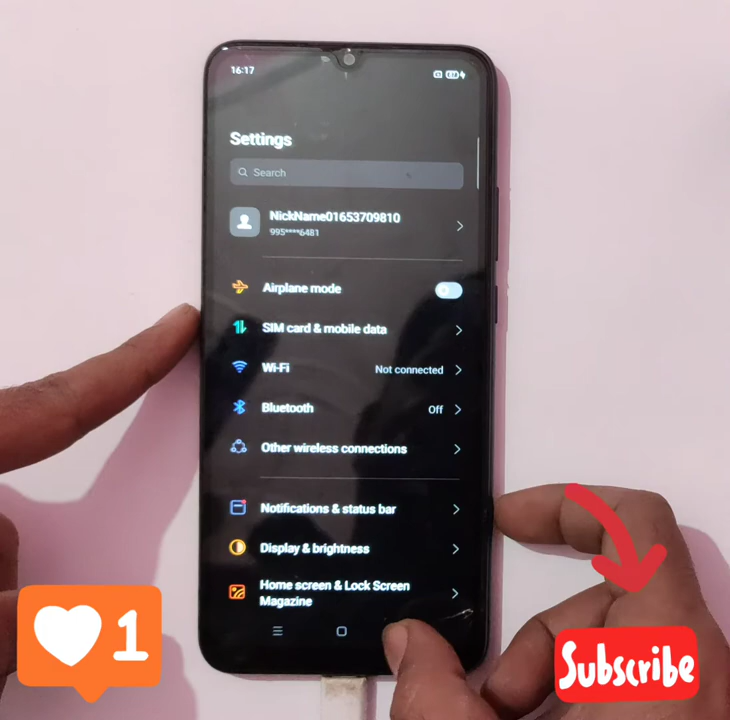 16:17
Settings
Search
NickName01653709810
995****6481
Airplane mode
SIM card & mobile data
Wi-Fi
Not connected
Bluetooth
Off
Other wireless connections
Notifications & status bar
Display & brightness
Home screen & Lock Screen
Magazine
1
Subscribe